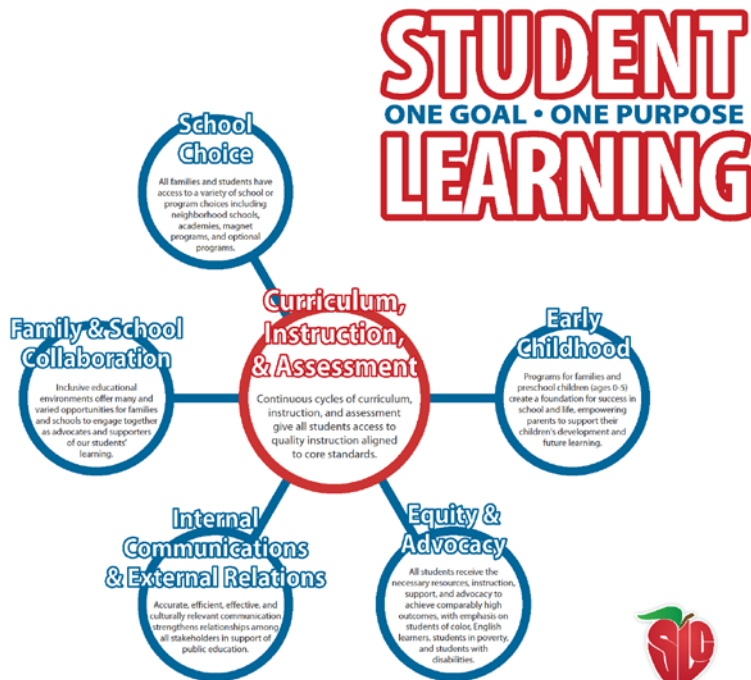 STUDENT
ONE GOAL • ONE PURPOSE
LEARNING
School
Choice
All families and students have
access to a variety of school or
program choices including
neighborhood schools,
academies, magnet
programs, and optional
programs.
Curriculum,
Instruction,
& Assessment
Continuous cycles of curriculum,
instruction, and assessment
give all students access to
quality instruction aligned
to core standards.
Family & School
Collaboration
Inclusive educational
environments offer many and
varied opportunities for families
and schools to engage together
as advocates and supporters
of our students'
learning.
Early
Childhood
Programs for families and
preschool children (ages 0-5)
create a foundation for success in
school and life, empowering
parents to support their
children's development and
future learning.
Internal
Communications
& External Relations
Accurate, efficient, effective, and
culturally relevant communication
strengthens relationships among
all stakeholders in support of
public education.
Equity &
Advocacy
All students receive the
necessary resources, instruction,
support, and advocacy to
achieve comparably high
outcomes, with emphasis on
students of color, English
learners, students in poverty,
and students with
disabilities.
SLC